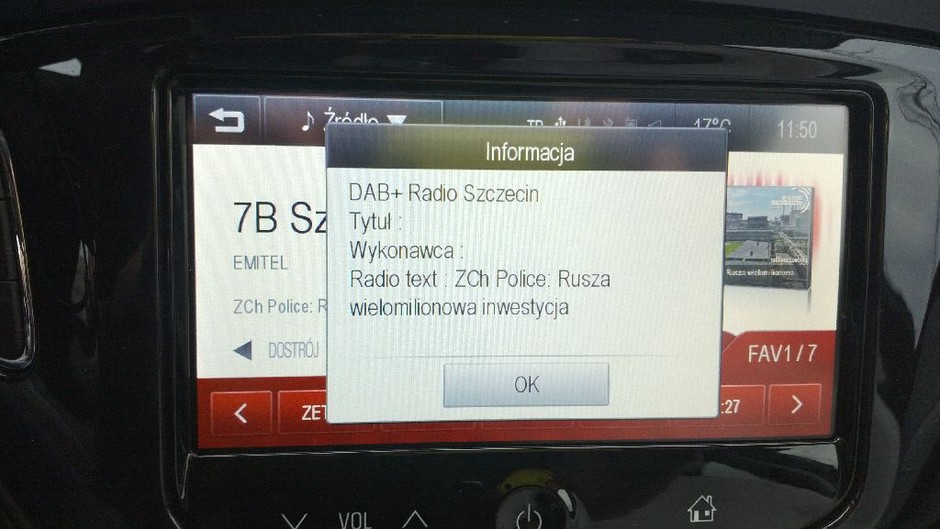 Źródło
TP
17°C
11:50
Informacja
DAB+ Radio Szczecin
Tytuł :
Wykonawca :
Radio text : ZCh Police: Rusza
wielomilionowa inwestycja
OK
7B Sz
EMITEL
ZCh Police: R
DOSTRÓJ
Rusza wielomilionowa
FAV1/7
ZET
:27
VOL